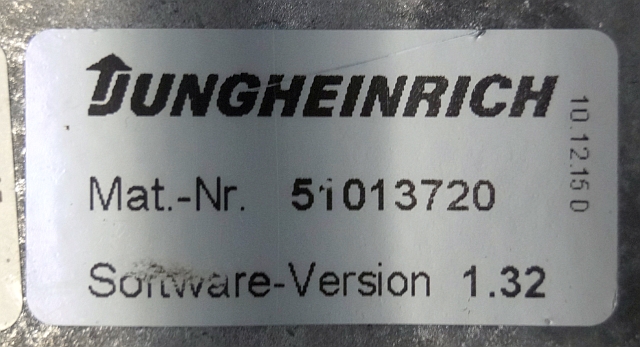 JUNGHEINRICH
10.12.15 D
Mat.-Nr. 51013720
Software-Version 1.32